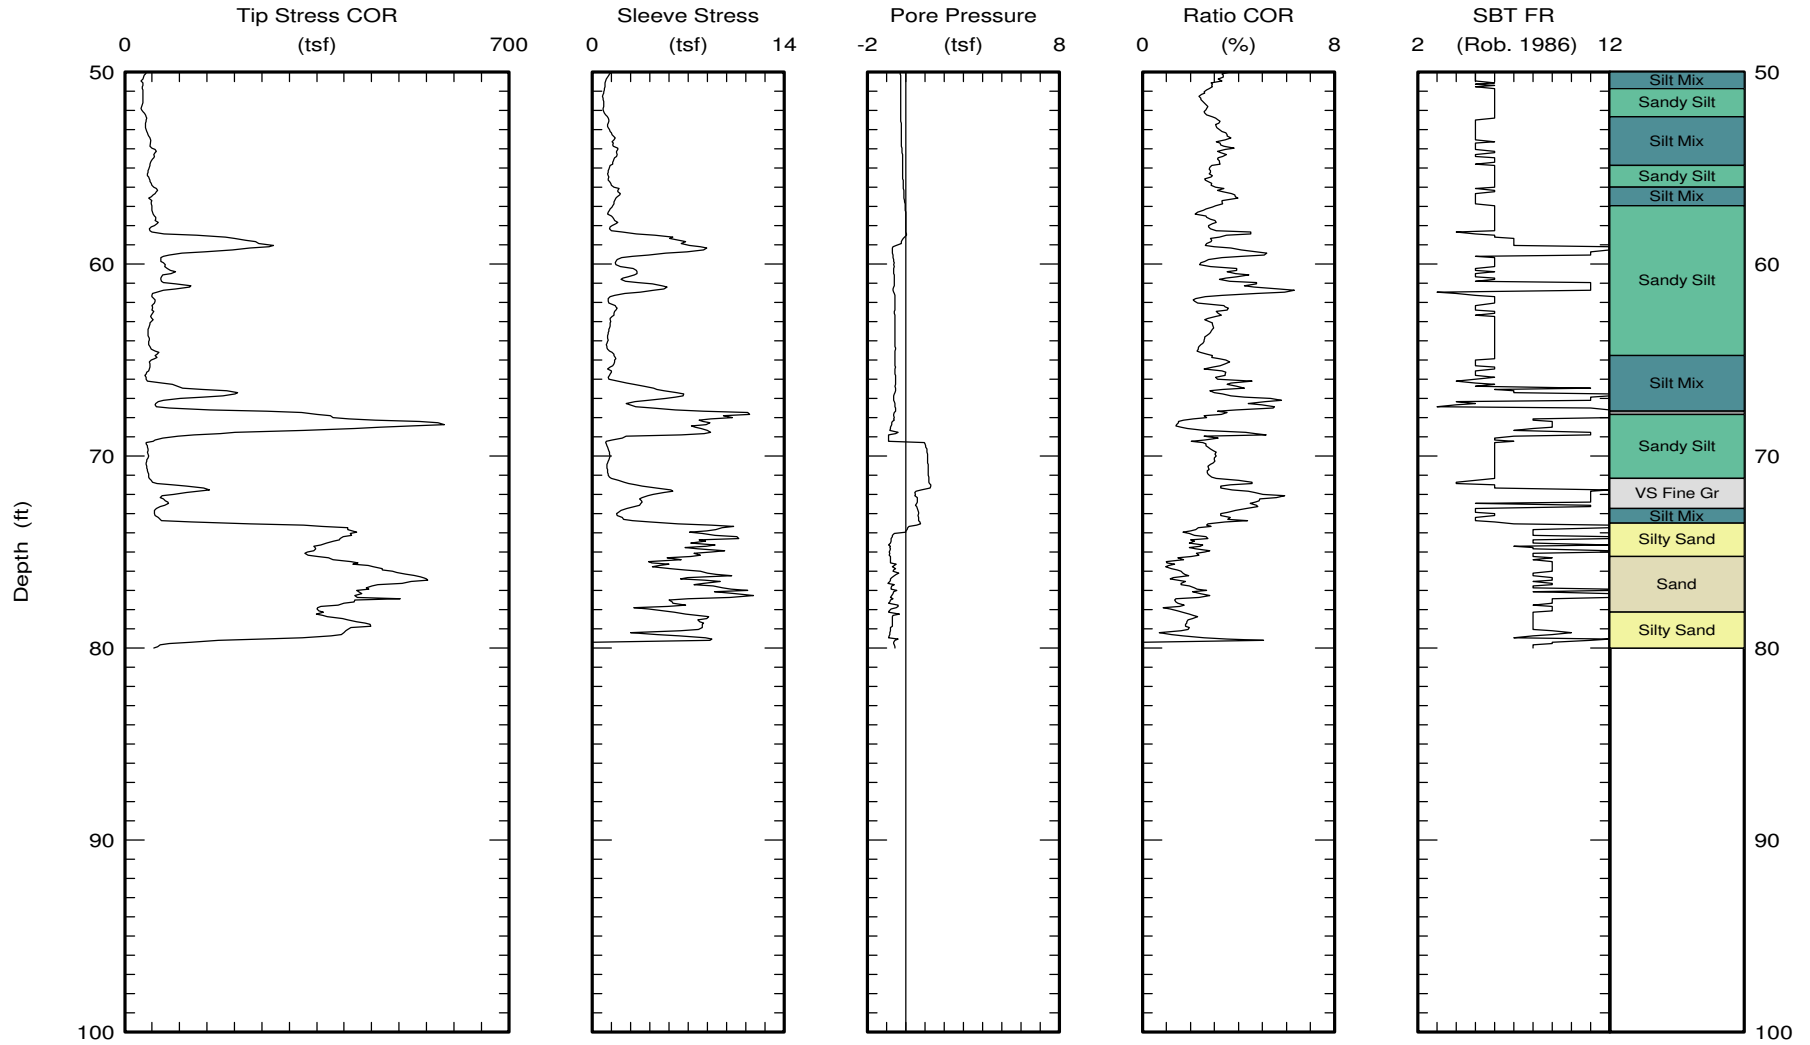 Tip Stress COR
Sleeve Stress
Pore Pressure
Ratio COR
SBT FR
0 (tsf) 700
0 (tsf) 14
-2 (tsf) 8
0 (%) 8
2 (Rob. 1986) 12
50
50
Silt Mix
Sandy Silt
Silt Mix
Sandy Silt
Silt Mix
60
Sandy Silt
60
Silt Mix
70
Sandy Silt
70
VS Fine Gr
Silt Mix
Silty Sand
Depth (ft)
Sand
Silty Sand
80
80
90
90
100
100